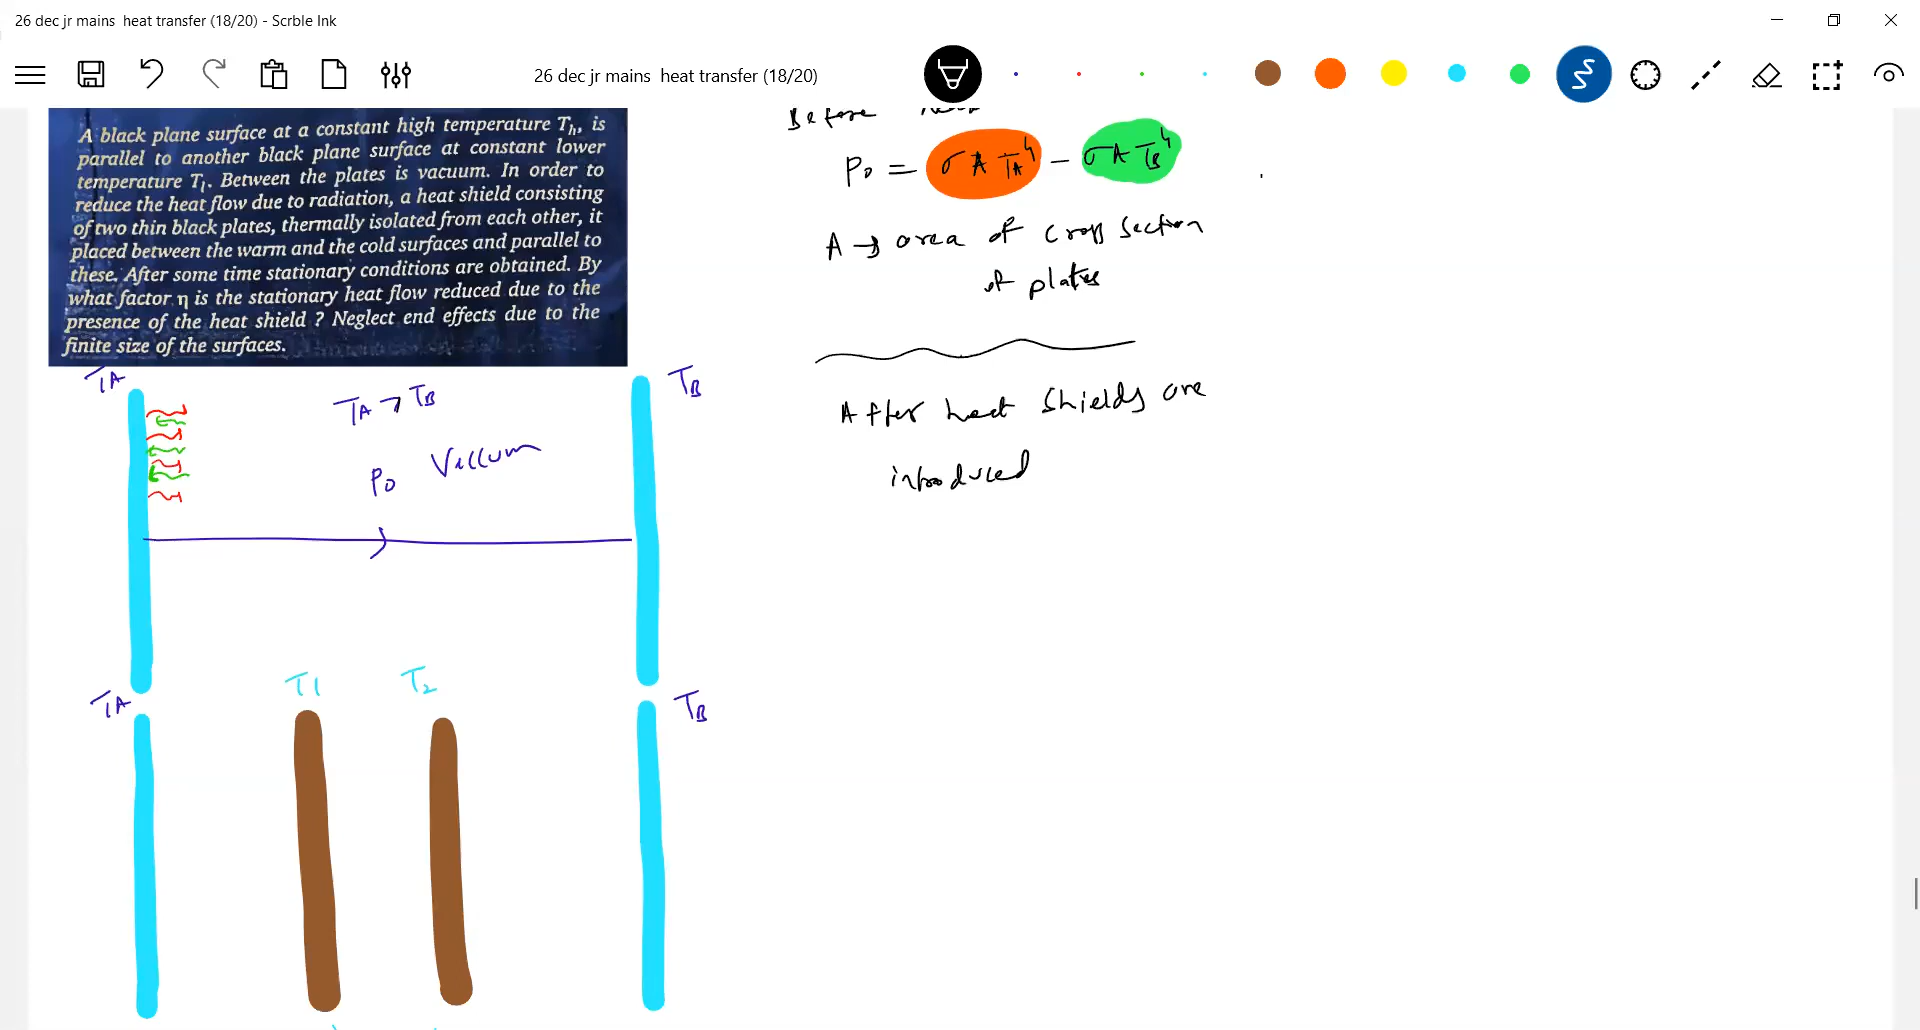 26 dec jr mains heat transfer (18/20) - Scrble Ink
26 dec jr mains heat transfer (18/20)
A black plane surface at a constant high temperature Th, is
parallel to another black plane surface at constant lower
temperature Tl. Between the plates is vacuum. In order to
reduce the heat flow due to radiation, a heat shield consisting
of two thin black plates, thermally isolated from each other, it
placed between the warm and the cold surfaces and parallel to
these. After some time stationary conditions are obtained. By
what factor η is the stationary heat flow reduced due to the
presence of the heat shield ? Neglect end effects due to the
finite size of the surfaces.
TA
TB
TA > TB
P0
Vaccum
TA
T1
T2
TB
Before
P0 = σ A TA^4 - σ A TB^4
A → area of cross section
of plates
After heat shields are
introduced